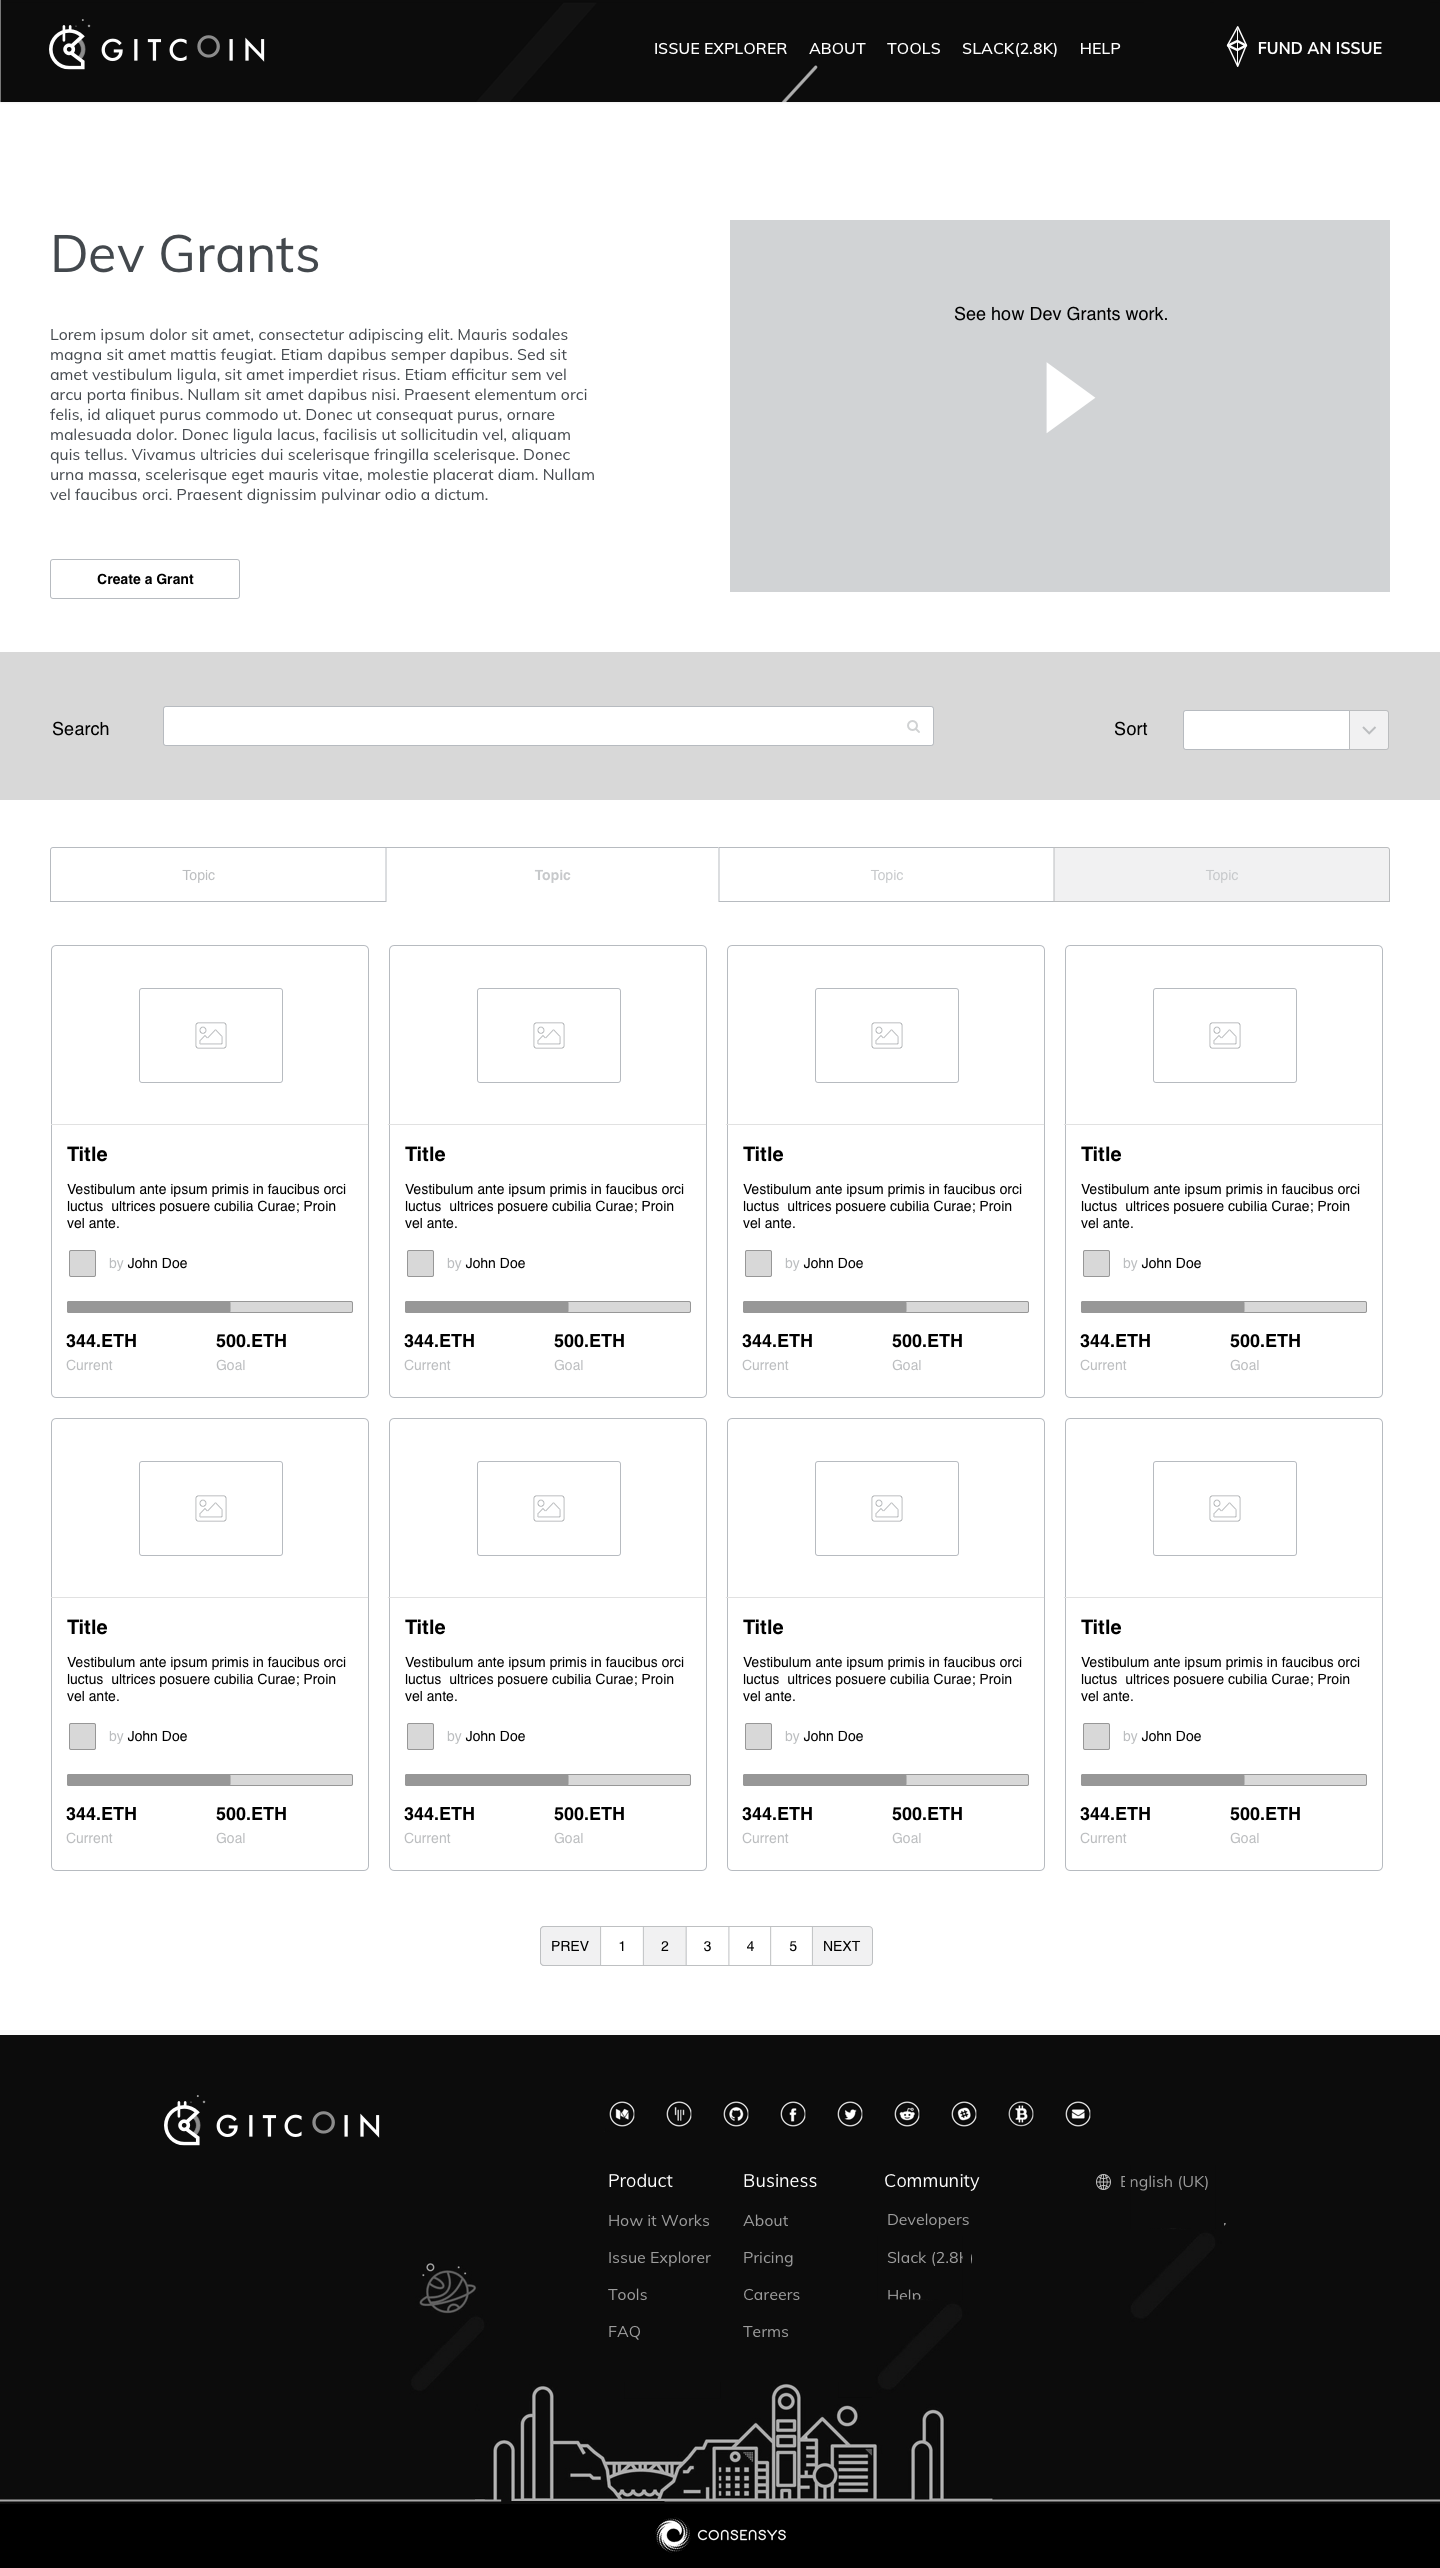 GITCOIN
ISSUE EXPLORER ABOUT TOOLS SLACK(2.8K) HELP FUND AN ISSUE
Dev Grants
Lorem ipsum dolor sit amet, consectetur adipiscing elit. Mauris sodales
magna sit amet mattis feugiat. Etiam dapibus semper dapibus. Sed sit
amet vestibulum ligula, sit amet imperdiet risus. Etiam efficitur sem vel
arcu porta finibus. Nullam sit amet dapibus nisi. Praesent elementum orci
felis, id aliquet purus commodo ut. Donec ut consequat purus, ornare
malesuada dolor. Donec ligula lacus, facilisis ut sollicitudin vel, aliquam
quis tellus. Vivamus ultricies dui scelerisque fringilla scelerisque. Donec
urna massa, scelerisque eget mauris vitae, molestie placerat diam. Nullam
vel faucibus orci. Praesent dignissim pulvinar odio a dictum.
Create a Grant
See how Dev Grants work.
Search
Sort
Topic Topic Topic Topic
Title
Vestibulum ante ipsum primis in faucibus orci
luctus ultrices posuere cubilia Curae; Proin
vel ante.
by John Doe
344.ETH 500.ETH
Current Goal
Title
Vestibulum ante ipsum primis in faucibus orci
luctus ultrices posuere cubilia Curae; Proin
vel ante.
by John Doe
344.ETH 500.ETH
Current Goal
Title
Vestibulum ante ipsum primis in faucibus orci
luctus ultrices posuere cubilia Curae; Proin
vel ante.
by John Doe
344.ETH 500.ETH
Current Goal
Title
Vestibulum ante ipsum primis in faucibus orci
luctus ultrices posuere cubilia Curae; Proin
vel ante.
by John Doe
344.ETH 500.ETH
Current Goal
Title
Vestibulum ante ipsum primis in faucibus orci
luctus ultrices posuere cubilia Curae; Proin
vel ante.
by John Doe
344.ETH 500.ETH
Current Goal
Title
Vestibulum ante ipsum primis in faucibus orci
luctus ultrices posuere cubilia Curae; Proin
vel ante.
by John Doe
344.ETH 500.ETH
Current Goal
Title
Vestibulum ante ipsum primis in faucibus orci
luctus ultrices posuere cubilia Curae; Proin
vel ante.
by John Doe
344.ETH 500.ETH
Current Goal
Title
Vestibulum ante ipsum primis in faucibus orci
luctus ultrices posuere cubilia Curae; Proin
vel ante.
by John Doe
344.ETH 500.ETH
Current Goal
PREV 1 2 3 4 5 NEXT
GITCOIN
Product
How it Works
Issue Explorer
Tools
FAQ
Business
About
Pricing
Careers
Terms
Community
Developers
Slack (2.8K)
Help
English (UK)
CONSENSYS